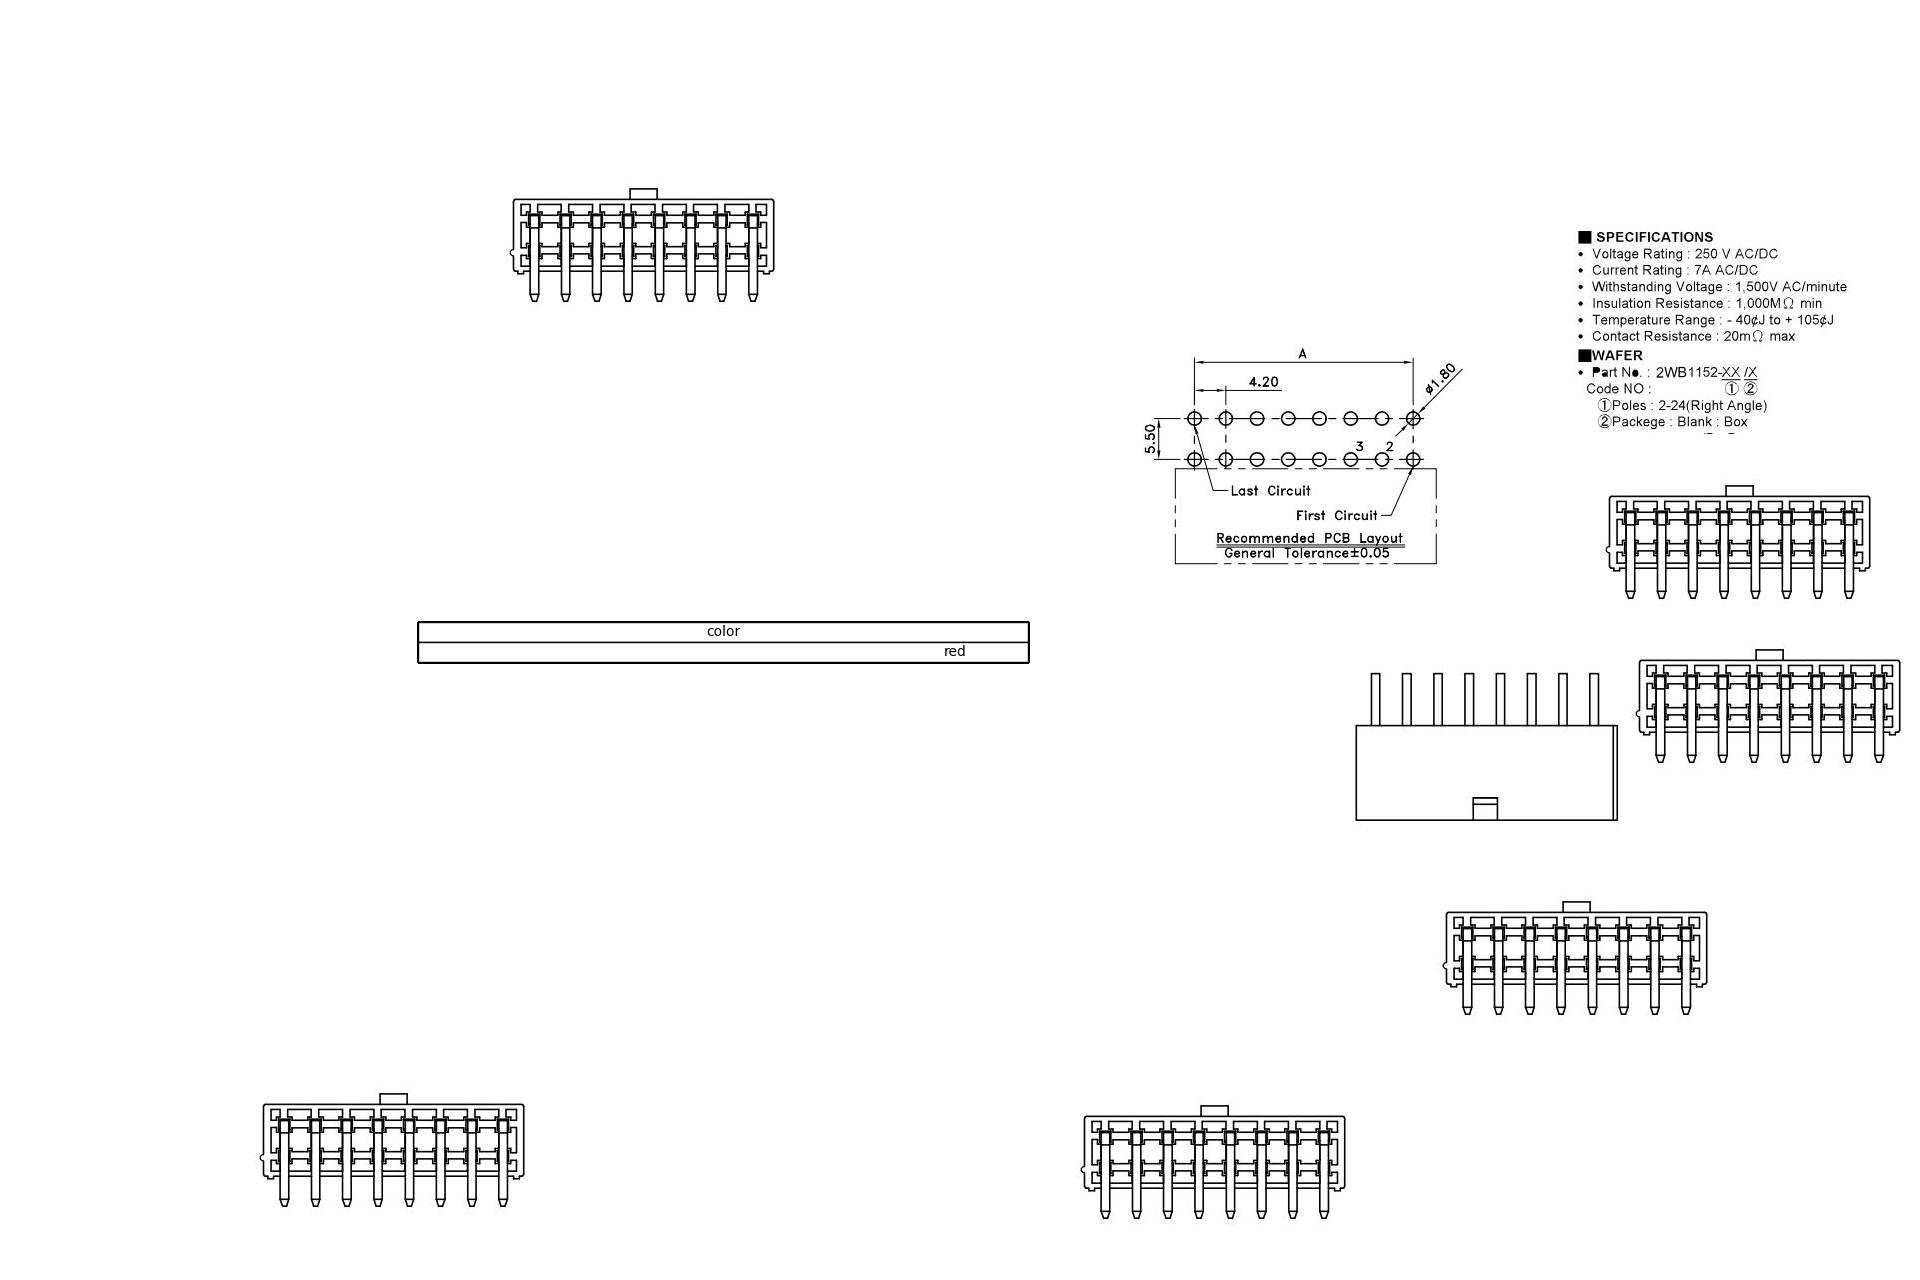 ■ SPECIFICATIONS
• Voltage Rating : 250 V AC/DC
• Current Rating : 7A AC/DC
• Withstanding Voltage : 1,500V AC/minute
• Insulation Resistance : 1,000MΩ min
• Temperature Range : - 40¢J to + 105¢J
• Contact Resistance : 20mΩ max
■WAFER
• Part No. : 2WB1152-XX /X
Code NO : ① ②
①Poles : 2-24(Right Angle)
②Packege : Blank : Box
A
4.20
ø1.80
5.50
3 2
Last Circuit
First Circuit
Recommended PCB Layout
General Tolerance±0.05
color
red